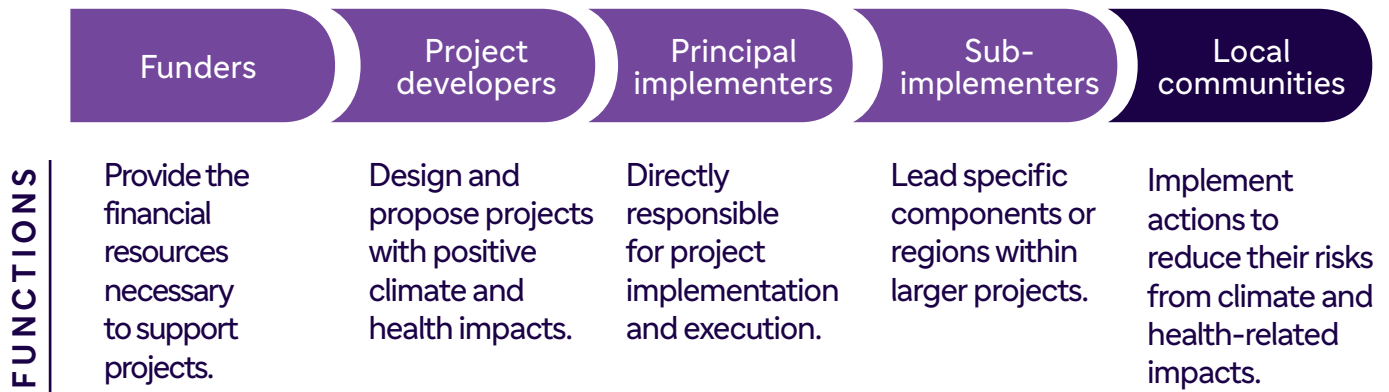 Funders
Project
developers
Principal
implementers
Sub-
implementers
Local
communities
FUNCTIONS
Provide the
financial
resources
necessary
to support
projects.
Design and
propose projects
with positive
climate and
health impacts.
Directly
responsible
for project
implementation
and execution.
Lead specific
components or
regions within
larger projects.
Implement
actions to
reduce their risks
from climate and
health-related
impacts.